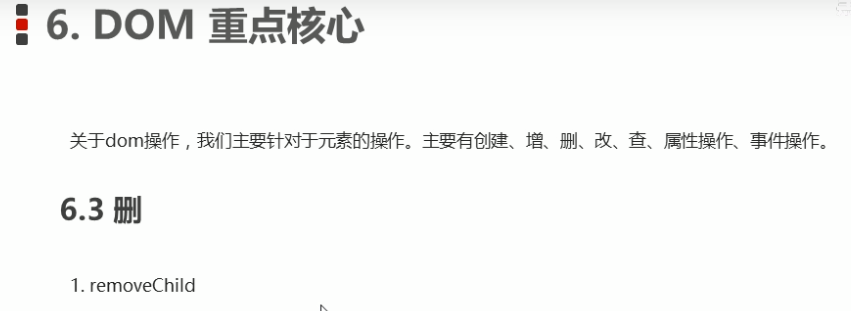 6. DOM 重点核心
关于dom操作，我们主要针对于元素的操作。主要有创建、增、删、改、查、属性操作、事件操作。
6.3 删
1. removeChild